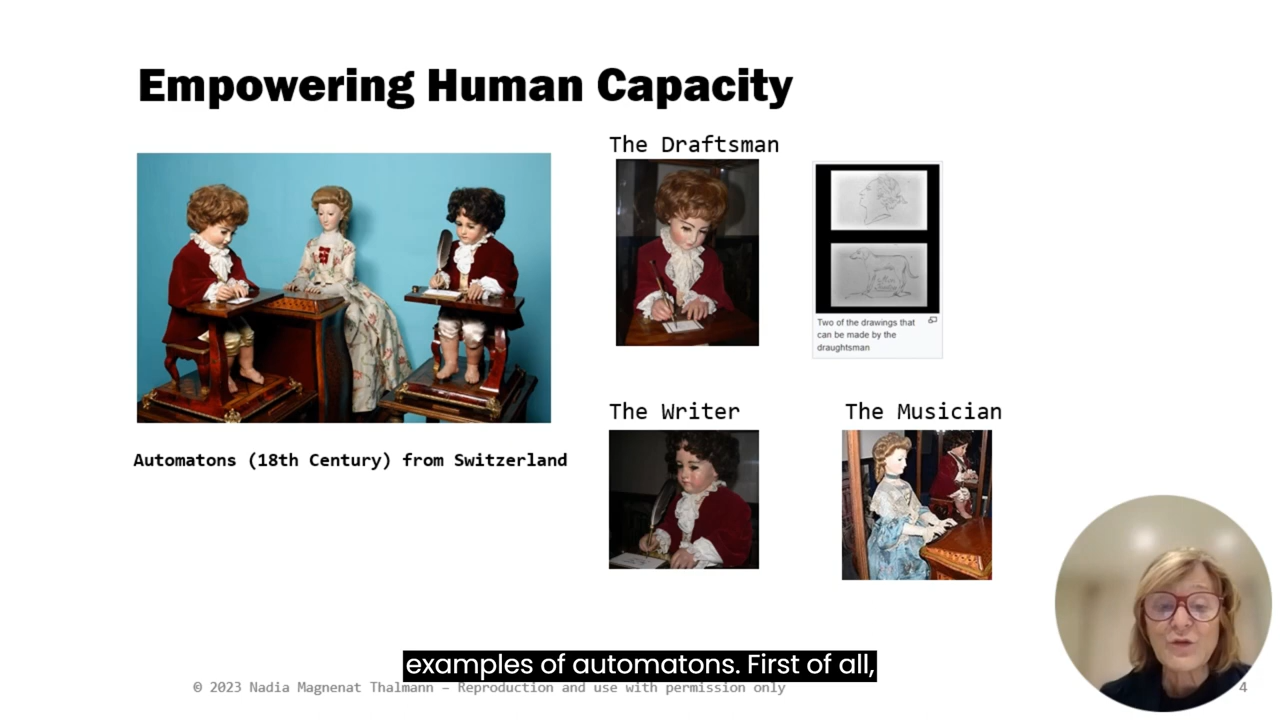 Empowering Human Capacity
The Draftsman
Two of the drawings that
can be made by the
draughtsman
Automatons (18th Century) from Switzerland
The Writer
The Musician
examples of automatons. First of all,
© 2023 Nadia Magnenat Thalmann – Reproduction and use with permission only
4